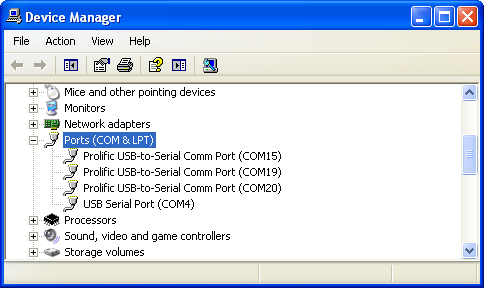 Device Manager
File Action View Help
Mice and other pointing devices
Monitors
Network adapters
Ports (COM & LPT)
Prolific USB-to-Serial Comm Port (COM15)
Prolific USB-to-Serial Comm Port (COM19)
Prolific USB-to-Serial Comm Port (COM20)
USB Serial Port (COM4)
Processors
Sound, video and game controllers
Storage volumes